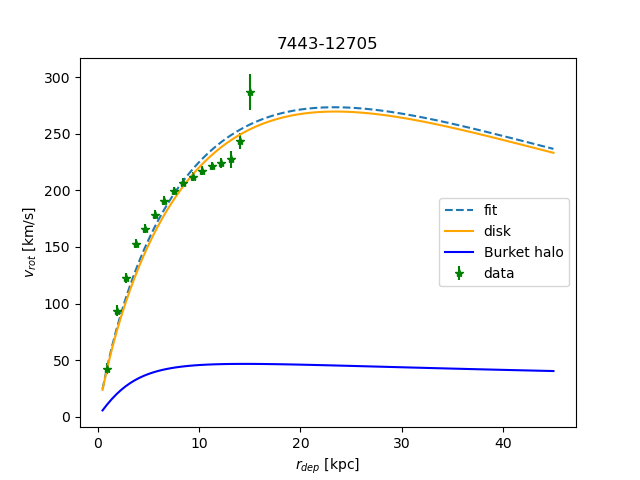 7443-12705
300
250
200
150
100
50
0
v_rot [km/s]
fit
disk
Burket halo
data
0 10 20 30 40
r_dep [kpc]